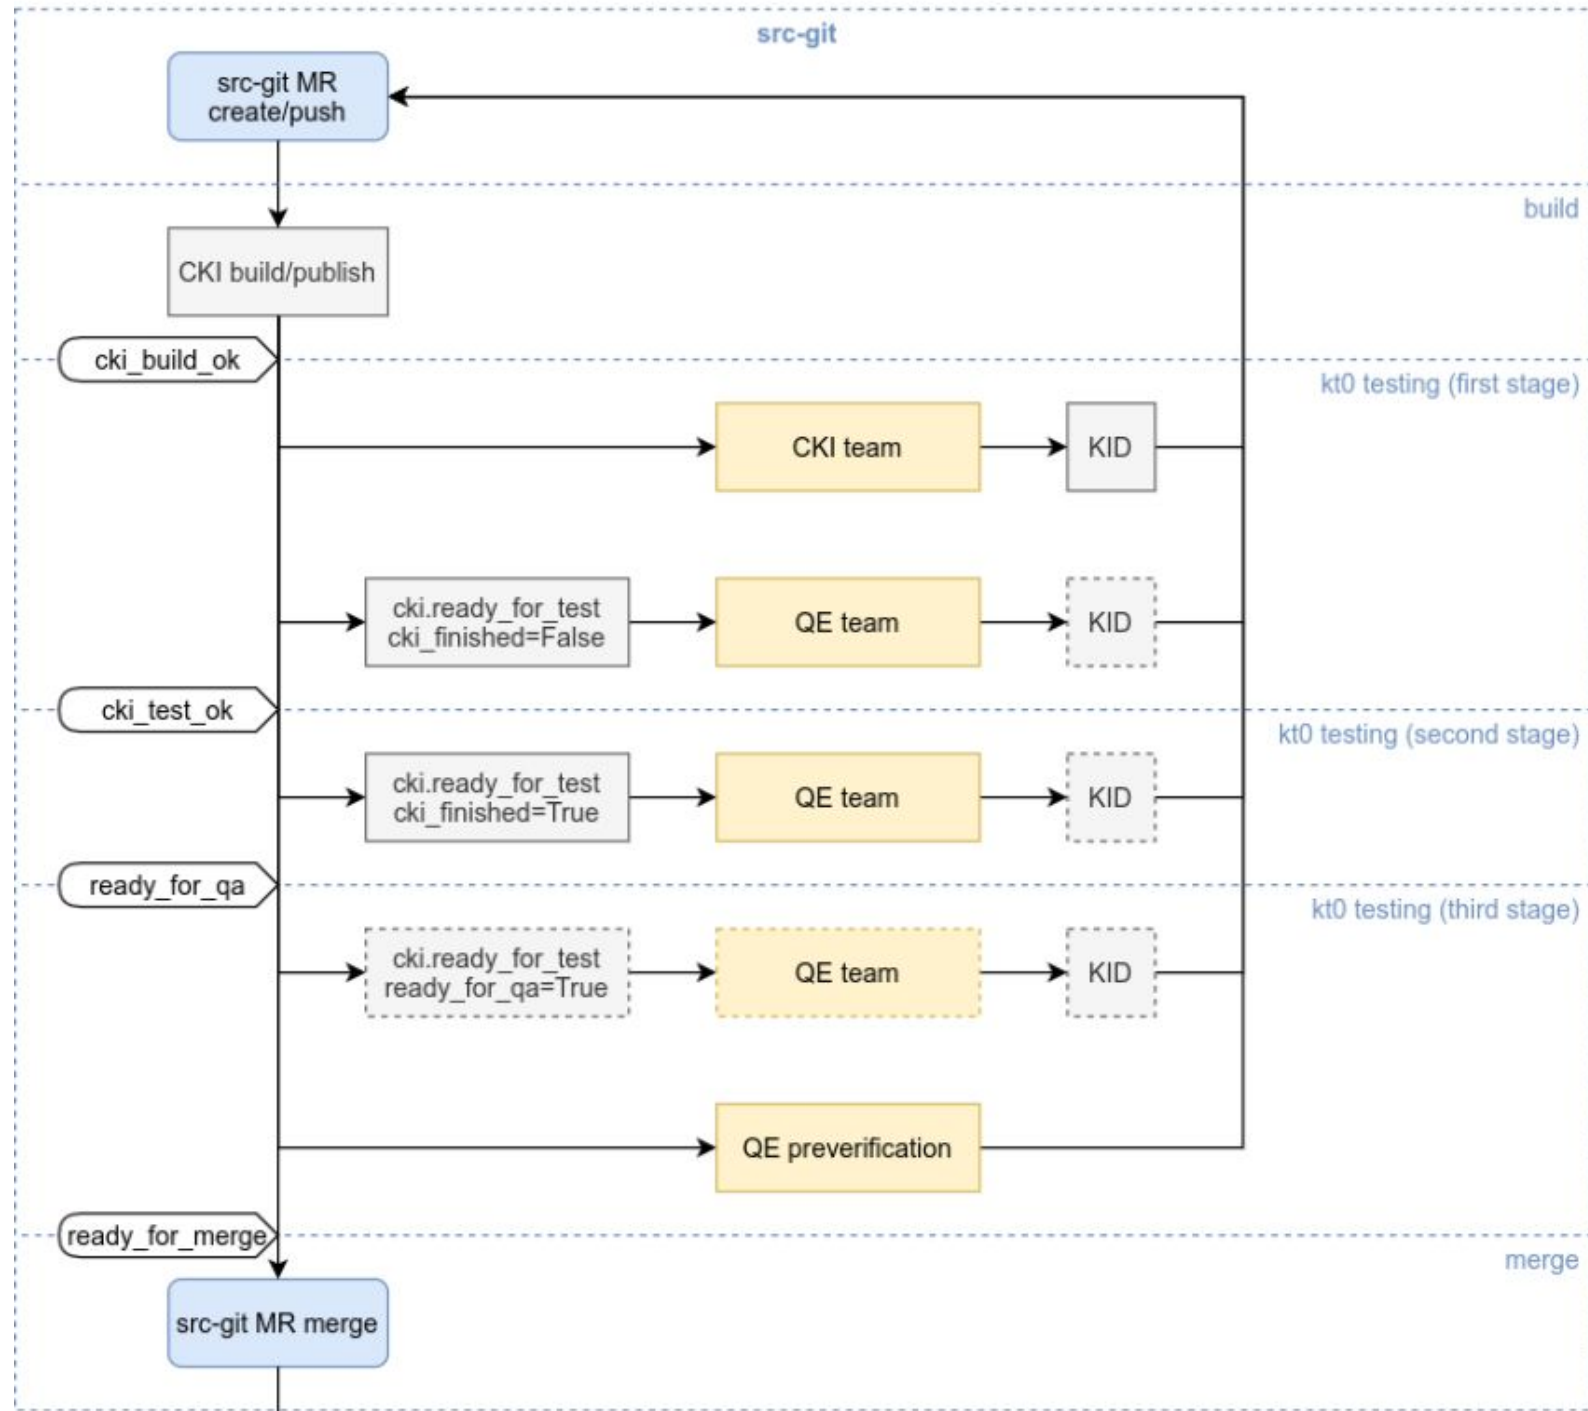 src-git
src-git MR
create/push
build
CKI build/publish
cki_build_ok
kt0 testing (first stage)
CKI team
KID
cki.ready_for_test
cki_finished=False
QE team
KID
cki_test_ok
kt0 testing (second stage)
cki.ready_for_test
cki_finished=True
QE team
KID
ready_for_qa
kt0 testing (third stage)
cki.ready_for_test
ready_for_qa=True
QE team
KID
QE preverification
ready_for_merge
merge
src-git MR merge